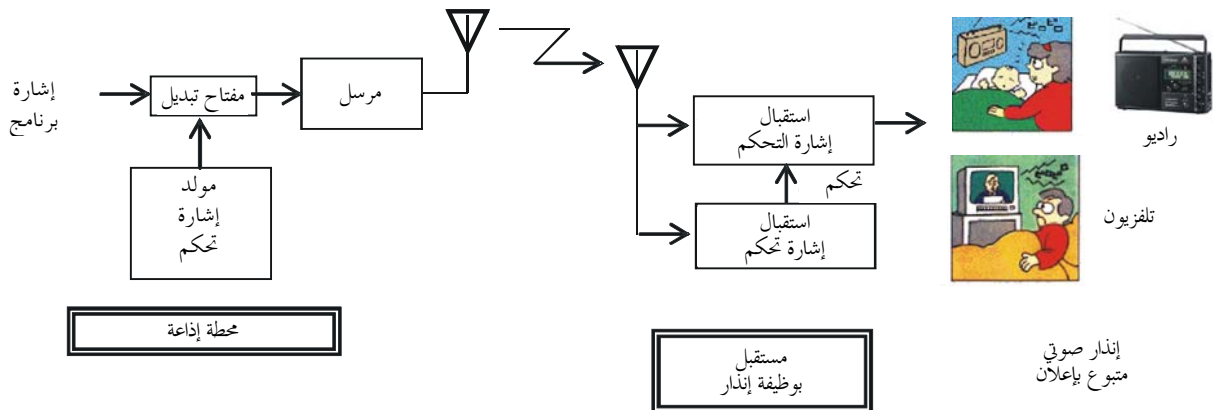 إشارة
برنامج
مفتاح تبديل
مرسل
مولد
إشارة
تحكم
محطة إذاعة
استقبال
إشارة التحكم
تحكم
استقبال
إشارة تحكم
مستقبل
بوظيفة إنذار
راديو
تلفزيون
إنذار صوتي
متبوع بإعلان